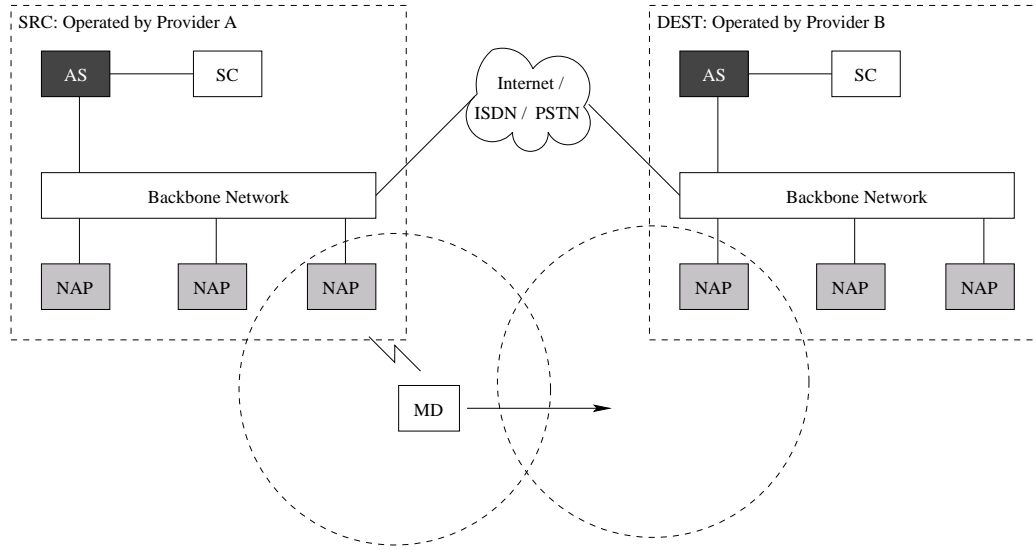 SRC: Operated by Provider A
AS
SC
Backbone Network
NAP
NAP
NAP
Internet /
ISDN / PSTN
DEST: Operated by Provider B
AS
SC
Backbone Network
NAP
NAP
NAP
MD